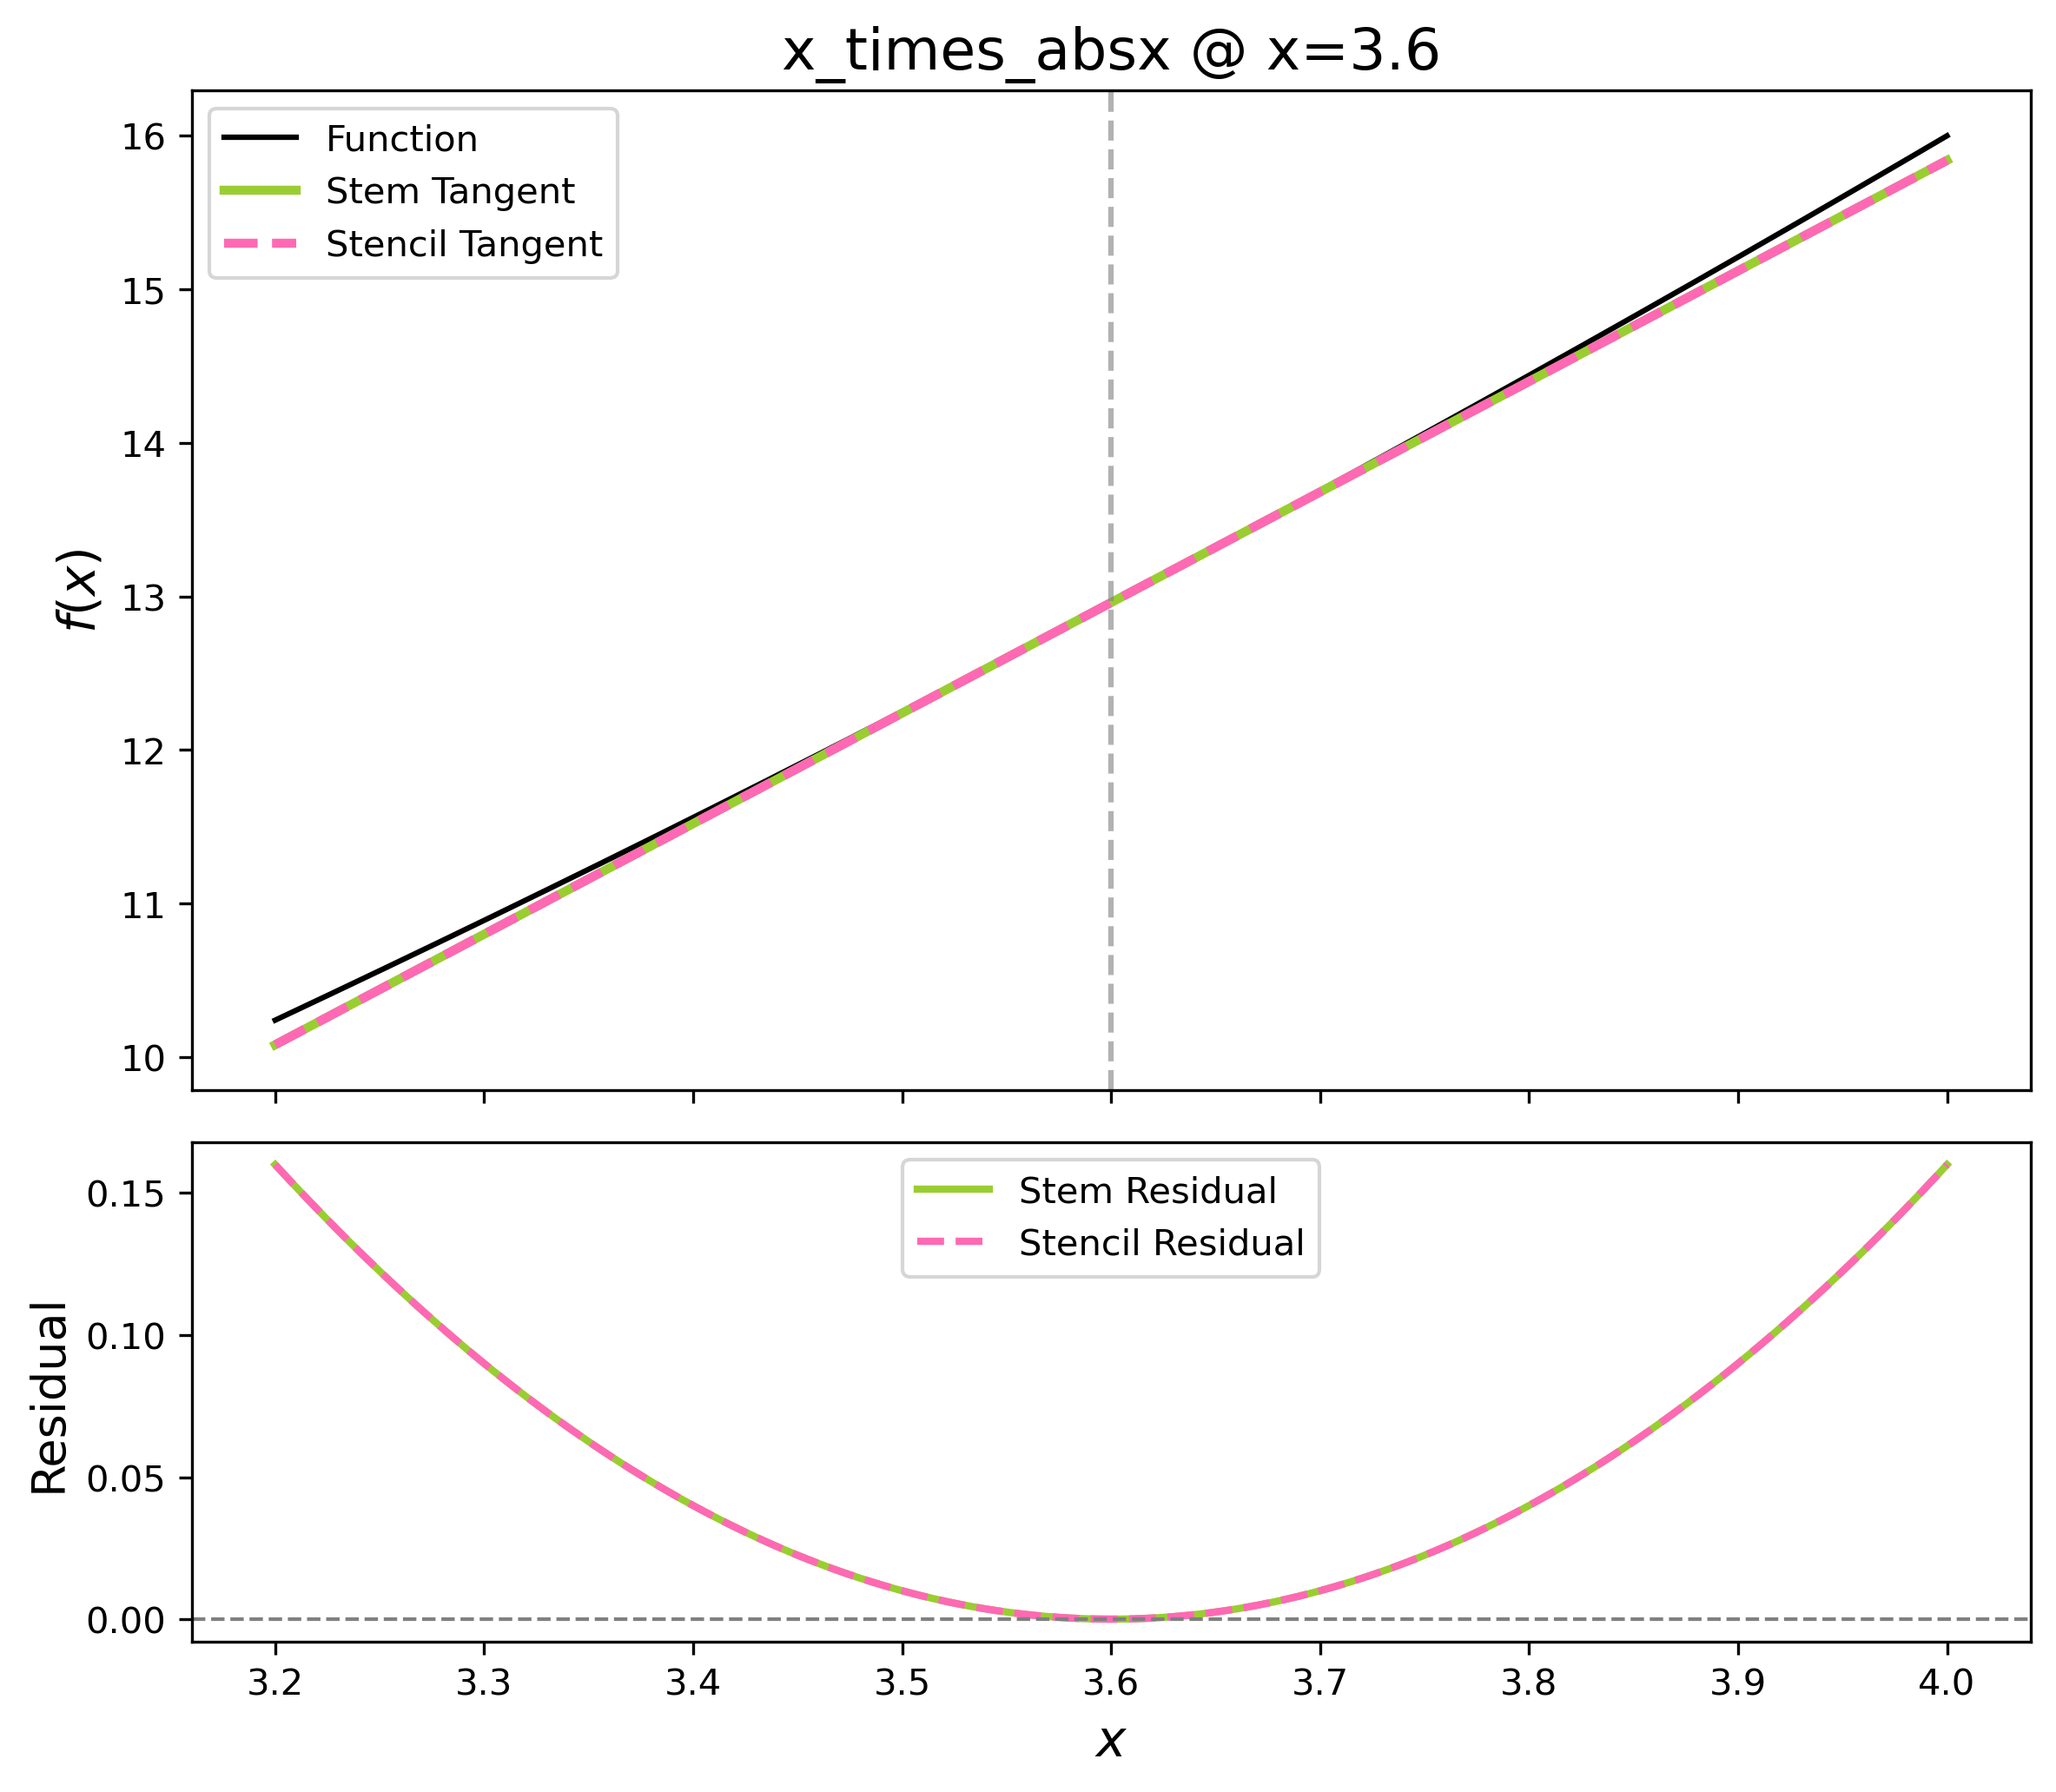 x_times_absx @ x=3.6
16
15
14
13
12
11
10
f(x)
Function
Stem Tangent
Stencil Tangent
0.15
0.10
0.05
0.00
Residual
Stem Residual
Stencil Residual
3.2 3.3 3.4 3.5 3.6 3.7 3.8 3.9 4.0
x